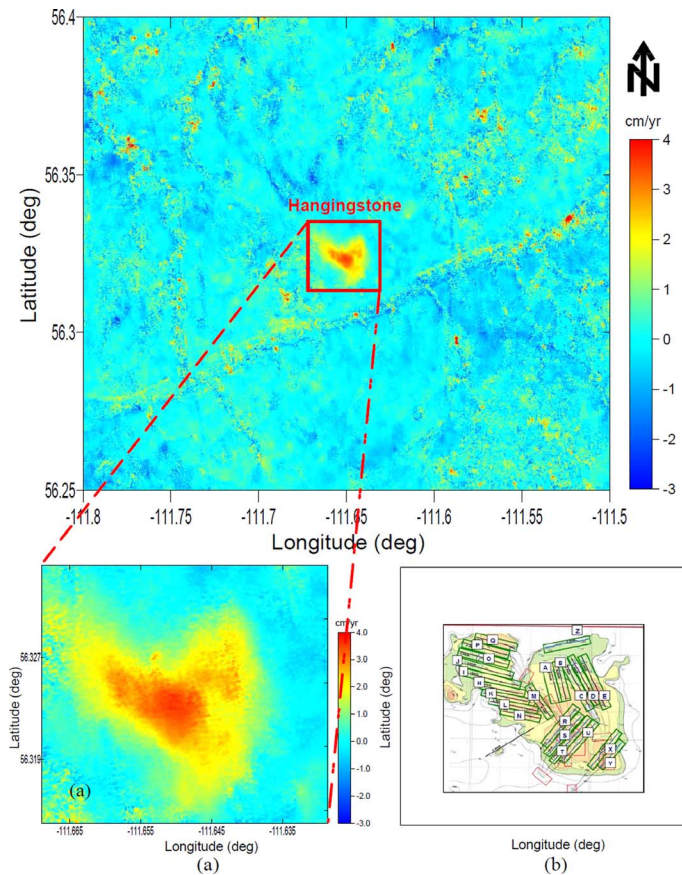 56.4
N
cm/yr
4
56.35
3
Hangingstone
2
1
Latitude (deg)
56.3
0
-1
-2
56.25
-3
-111.8
-111.75
-111.7
-111.65
-111.6
-111.55
-111.5
Longitude (deg)
cm/yr
4.0
3.0
2.0
1.0
0.0
-1.0
-2.0
-3.0
Latitude (deg)
56.327
56.319
(a)
-111.665
-111.655
-111.645
-111.635
Longitude (deg)
(a)
Latitude (deg)
Z
Q
P
O
J
I
H
K
L
N
M
A
B
C D E
R
S
U
T
X
Y
Longitude (deg)
(b)